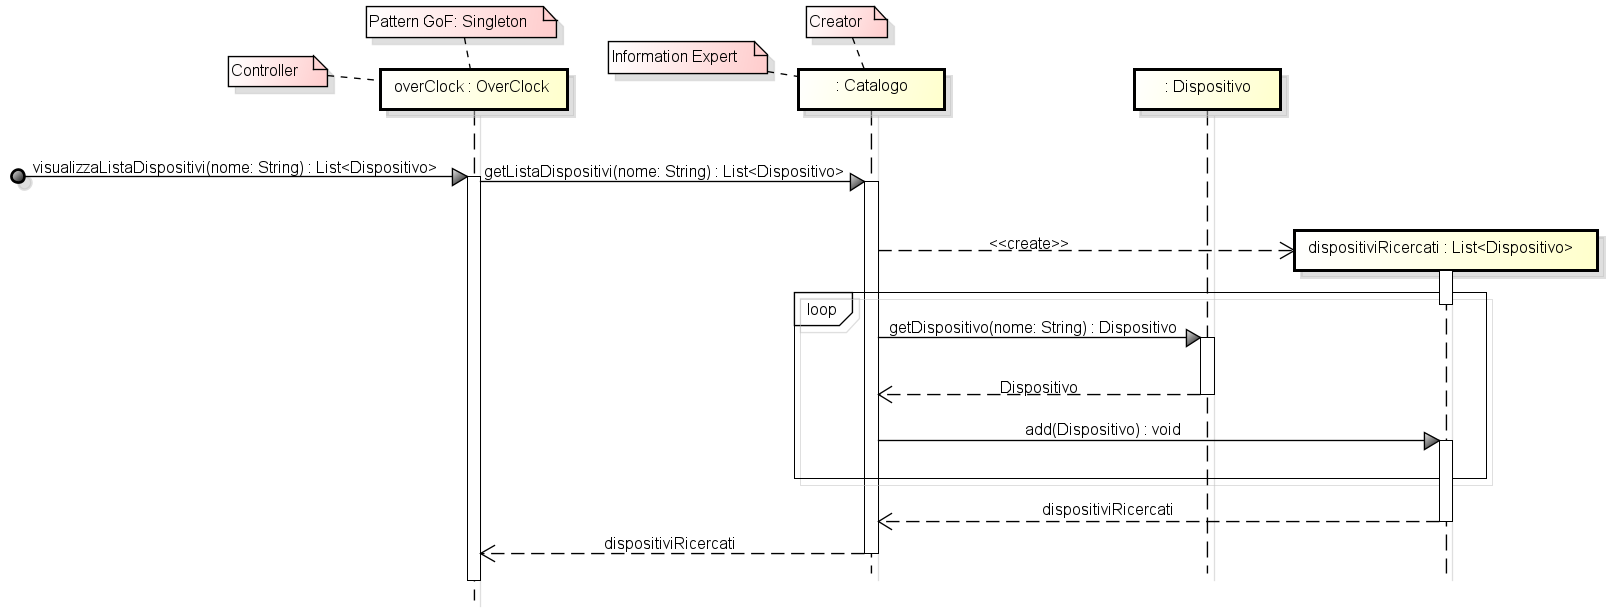 Pattern GoF: Singleton
Creator
Controller
Information Expert
overClock : OverClock
: Catalogo
: Dispositivo
visualizzaListaDispositivi(nome: String) : List<Dispositivo>
getListaDispositivi(nome: String) : List<Dispositivo>
<<create>>
dispositiviRicercati : List<Dispositivo>
loop
getDispositivo(nome: String) : Dispositivo
Dispositivo
add(Dispositivo) : void
dispositiviRicercati
dispositiviRicercati